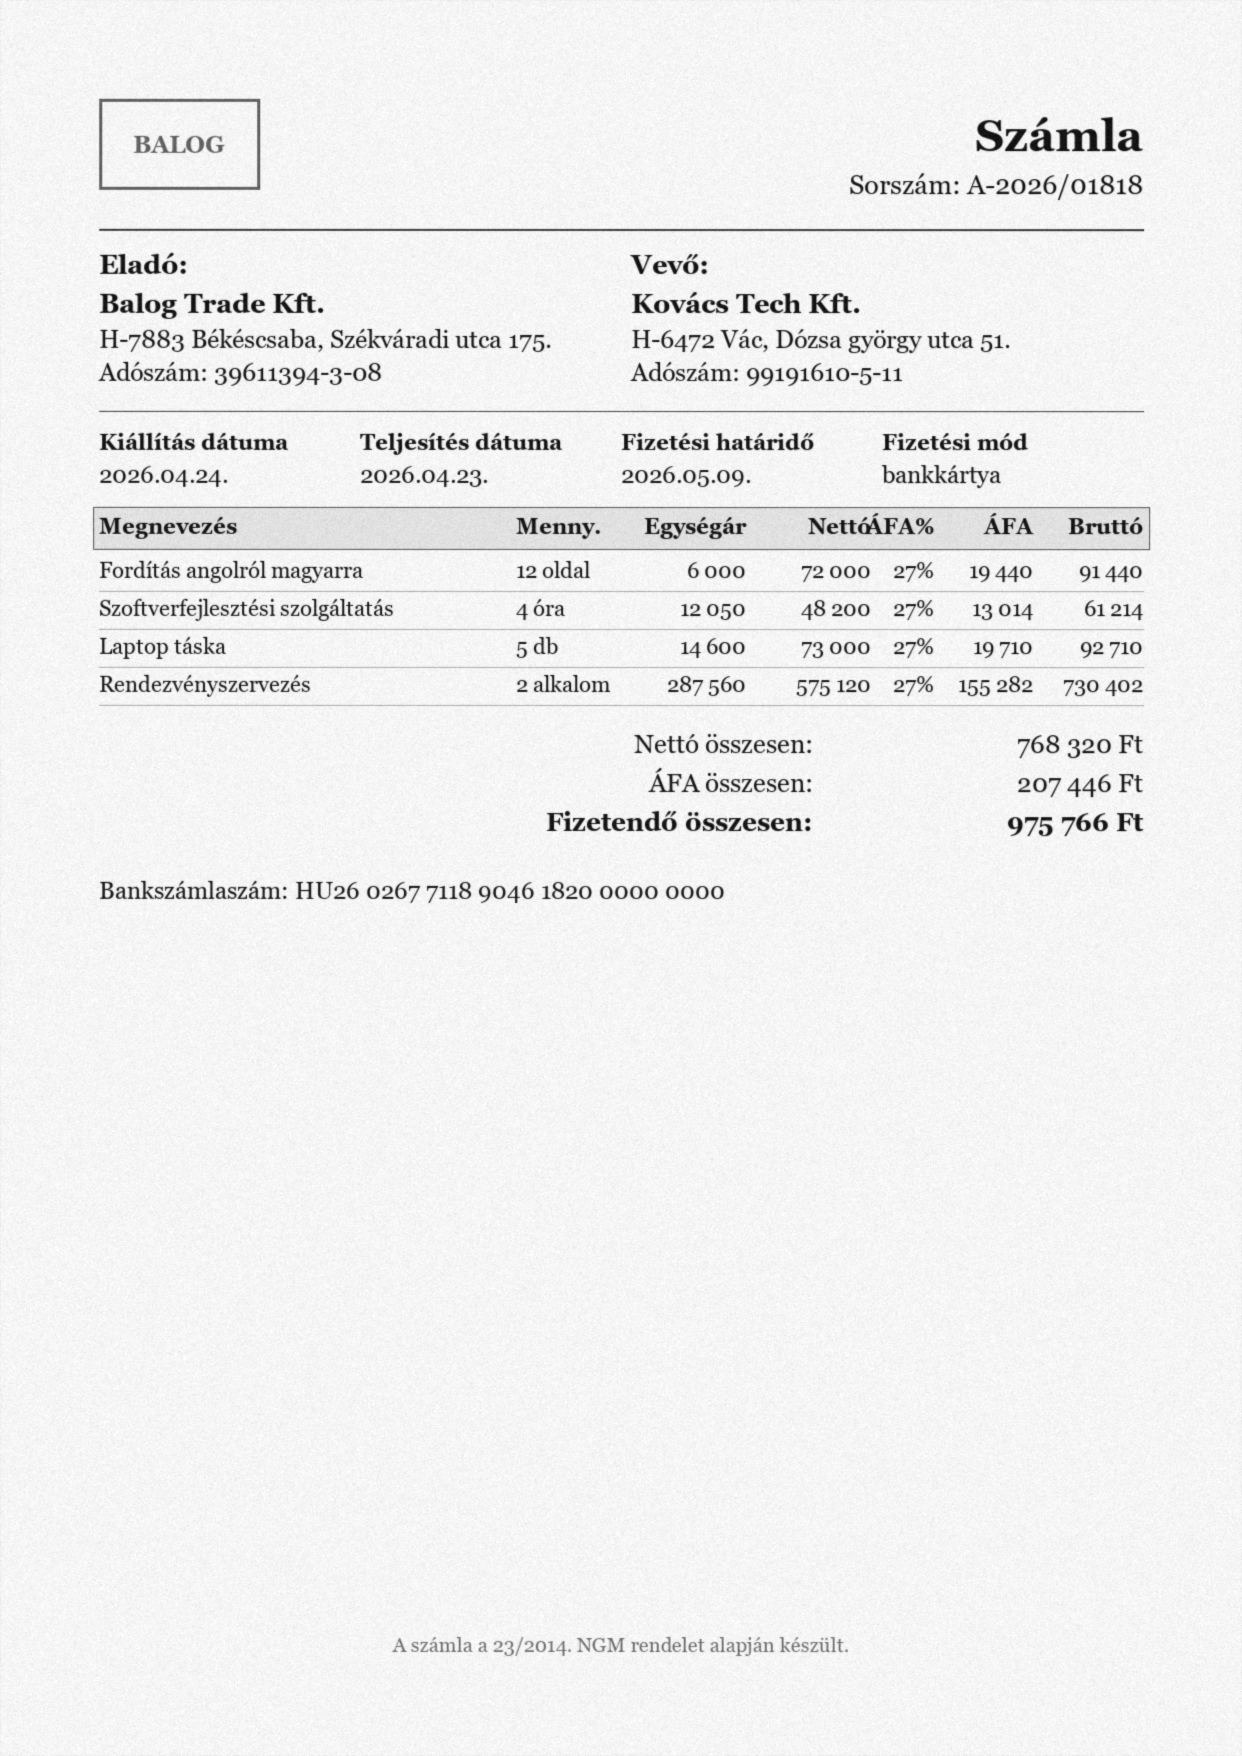 BALOG
Számla
Sorszám: A-2026/01818
Eladó:
Balog Trade Kft.
H-7883 Békéscsaba, Székváradi utca 175.
Adószám: 39611394-3-08
Vevő:
Kovács Tech Kft.
H-6472 Vác, Dózsa györgy utca 51.
Adószám: 99191610-5-11
Kiállítás dátuma Teljesítés dátuma Fizetési határidő Fizetési mód
2026.04.24. 2026.04.23. 2026.05.09. bankkártya
Megnevezés Menny. Egységár Nettó ÁFA% ÁFA Bruttó
Fordítás angolról magyarra 12 oldal 6 000 72 000 27% 19 440 91 440
Szoftverfejlesztési szolgáltatás 4 óra 12 050 48 200 27% 13 014 61 214
Laptop táska 5 db 14 600 73 000 27% 19 710 92 710
Rendezvényszervezés 2 alkalom 287 560 575 120 27% 155 282 730 402
Nettó összesen: 768 320 Ft
ÁFA összesen: 207 446 Ft
Fizetendő összesen: 975 766 Ft
Bankszámlaszám: HU26 0267 7118 9046 1820 0000 0000
A számla a 23/2014. NGM rendelet alapján készült.